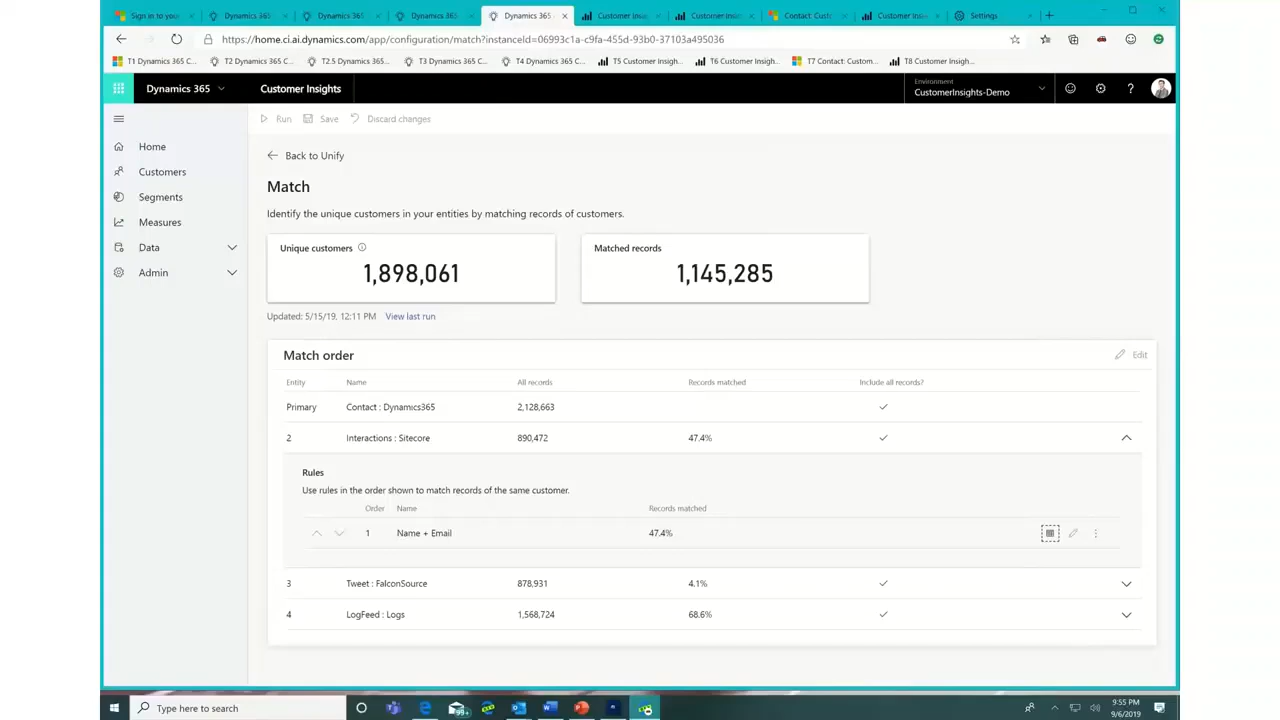 Sign in to your
Dynamics 365
Dynamics 365
Dynamics 365
Dynamics 365
Customer Insights
Customer Insi
Contact: Custo
Customer Insi
Settings
https://home.ci.ai.dynamics.com/app/configuration/match?instanceId=06993c1a-c9fa-455d-93b0-37103a495036
T1 Dynamics 365 C...
T2 Dynamics 365 C...
T2.5 Dynamics 365...
T3 Dynamics 365 C...
T4 Dynamics 365 C...
T5 Customer Insigh...
T6 Customer Insigh...
T7 Contact: Custom...
T8 Customer Insigh...
Dynamics 365
Customer Insights
Environment
CustomerInsights-Demo
?
Run
Save
Discard changes
Home
Customers
Segments
Measures
Data
Admin
Back to Unify
Match
Identify the unique customers in your entities by matching records of customers.
Unique customers
1,898,061
Matched records
1,145,285
Updated: 5/15/19, 12:11 PM View last run
Match order
Edit
Entity Name All records Records matched Include all records?
Primary Contact : Dynamics365 2,128,663
2 Interactions : Sitecore 890,472 47.4%
Rules
Use rules in the order shown to match records of the same customer.
Order Name Records matched
1 Name + Email 47.4%
3 Tweet : FalconSource 878,931 4.1%
4 LogFeed : Logs 1,568,724 68.6%
Type here to search
99+
9:55 PM
9/6/2019